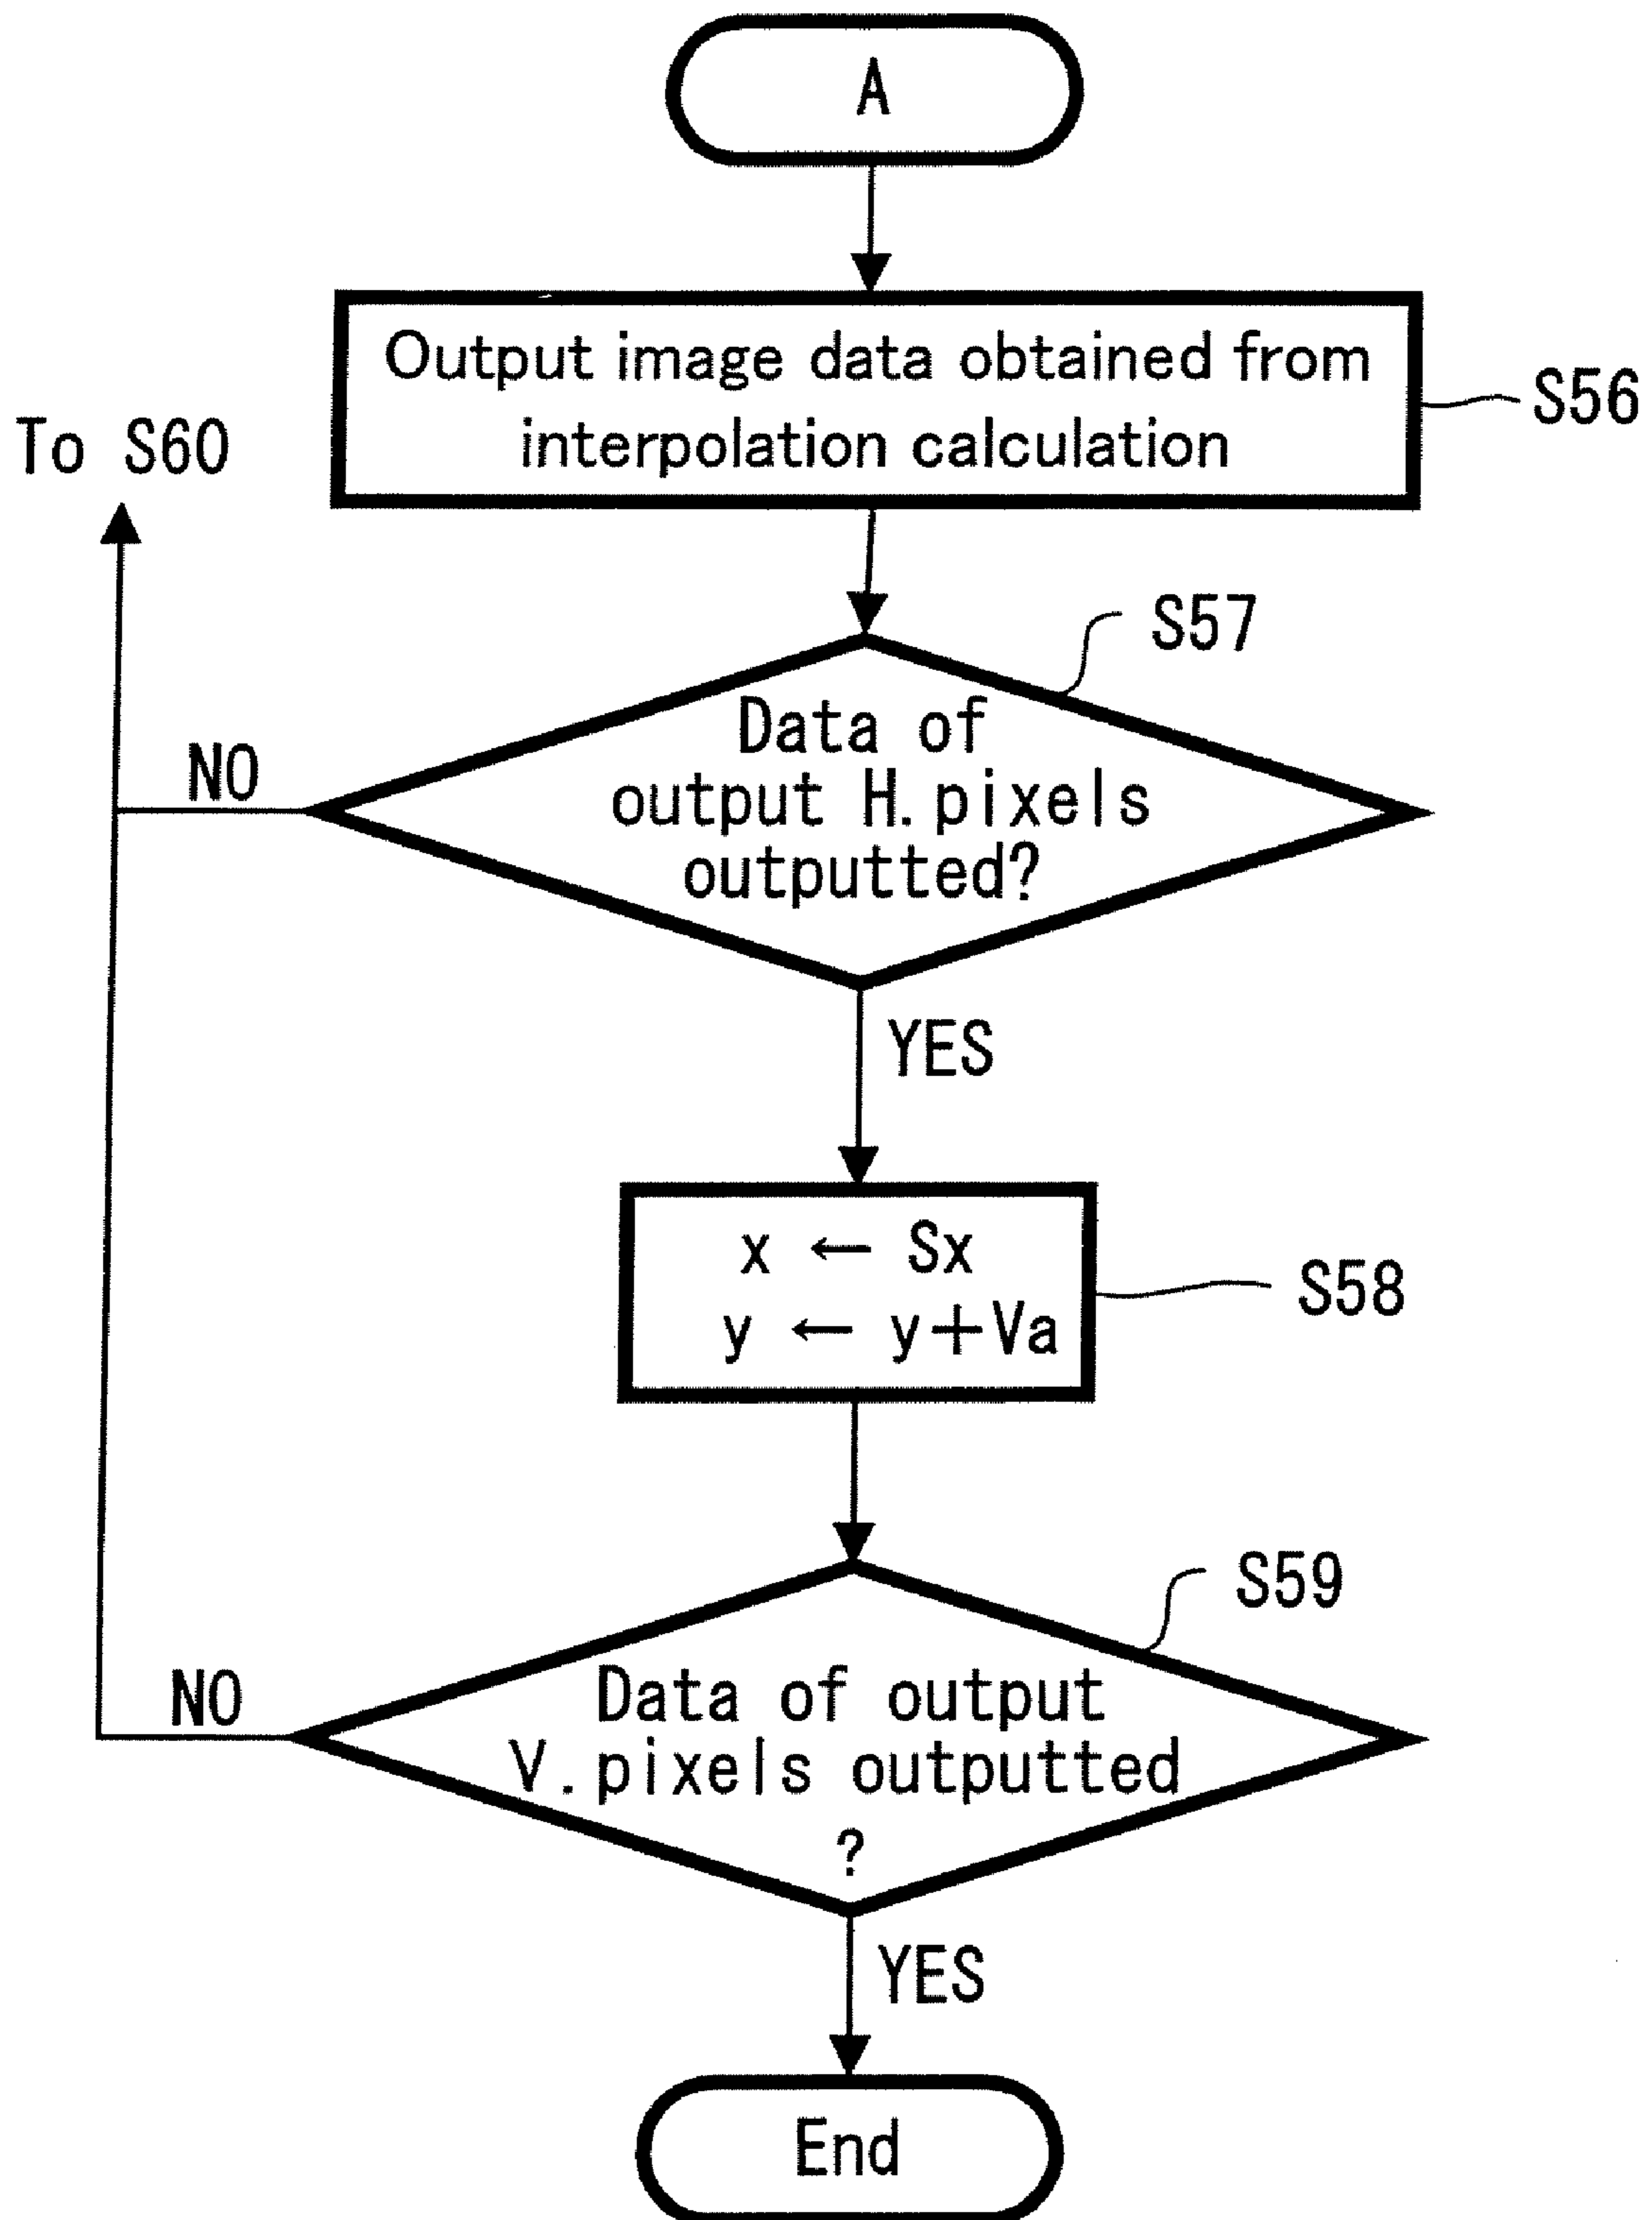 A
Output image data obtained from
interpolation calculation
S56
To S60
S57
Data of
output H. pixels
outputted?
NO
YES
x ← Sx
y ← y+Va
S58
S59
Data of output
V. pixels outputted
?
NO
YES
End